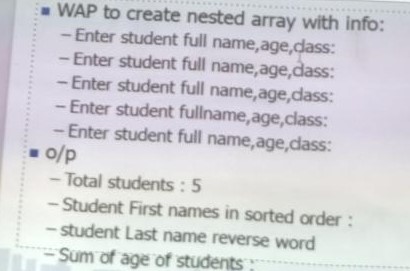 ▪ WAP to create nested array with info:
– Enter student full name,age,class:
– Enter student full name,age,class:
– Enter student full name,age,class:
– Enter student fullname,age,class:
– Enter student full name,age,class:
▪ o/p
– Total students : 5
– Student First names in sorted order :
– student Last name reverse word
– Sum of age of students :